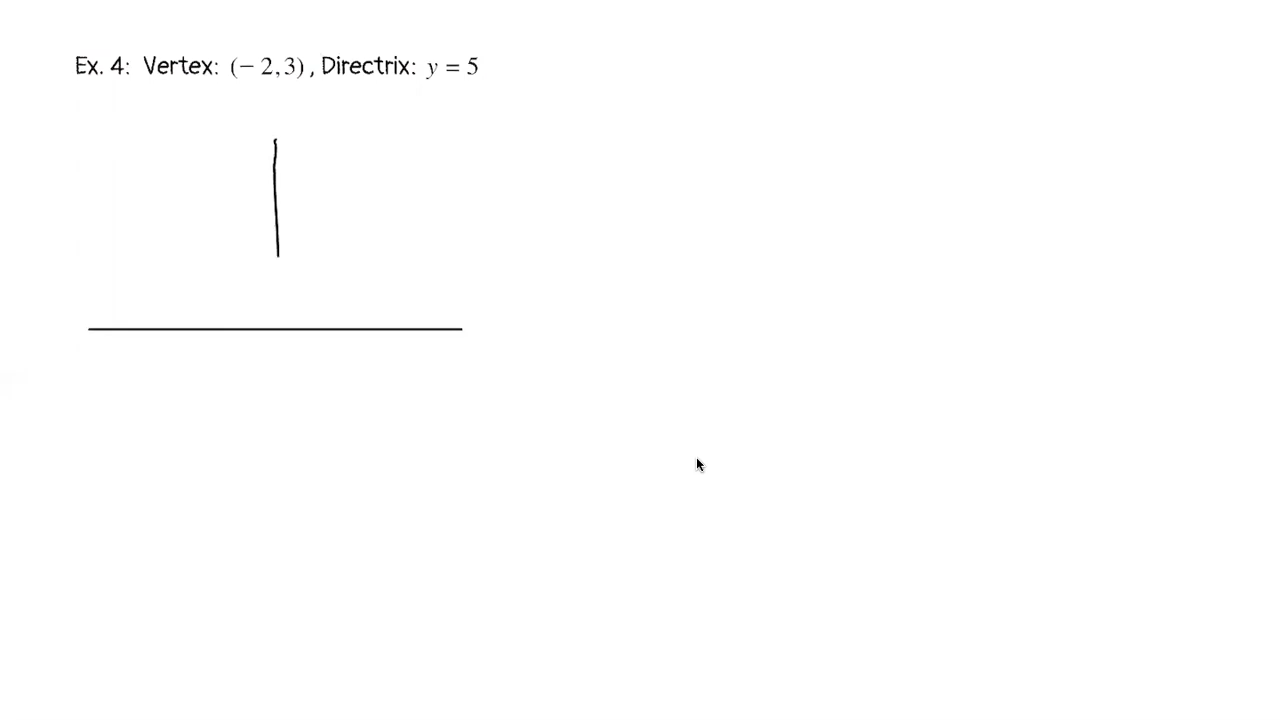 Ex. 4: Vertex: (− 2,3), Directrix: y = 5